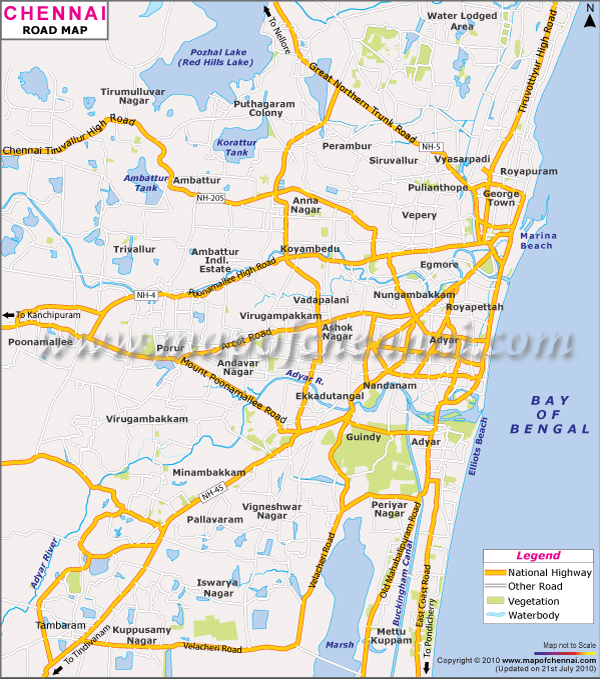 CHENNAI
ROAD MAP
To Nellore
Water Lodged
Area
N
Pozhal Lake
(Red Hills Lake)
Great Northern Trunk Road
Tiruvottiyur High Road
Tirumulluvar
Nagar
Puthagaram
Colony
Chennai Tiruvallur High Road
Korattur
Tank
Perambur
NH-5
Siruvallur
Vyasarpadi
Royapuram
Ambattur
Tank
Ambattur
NH-205
Pulianthope
George
Town
Anna
Nagar
Vepery
Marina
Beach
Trivallur
Ambattur
Indl.
Estate
Koyambedu
Egmore
Poonamallee High Road
NH-4
Vadapalani
Nungambakkam
Royapettah
To Kanchipuram
Virugampakkam
Poonamallee
www.mapofchennai.com
Porur
Arcot Road
Ashok
Nagar
Adyar
Andavar
Nagar
Adyar R.
Mount Poonamallee Road
Nandanam
Ekkadutangal
BAY
OF
BENGAL
Virugambakkam
Guindy
Adyar
Elliots Beach
Minambakkam
NH-45
Vigneshwar
Nagar
Periyar
Nagar
Pallavaram
Old Mahabalipuram Road
Velacheri Road
Buckingham Canal
Adyar River
East Coast Road
Iswarya
Nagar
Tambaram
To Tindivanam
Kuppusamy
Nagar
Velacheri Road
Marsh
Mettu
Kuppam
To Pondicherry
Legend
National Highway
Other Road
Vegetation
Waterbody
Map not to Scale
Copyright © 2010 www.mapofchennai.com
(Updated on 21st July 2010)